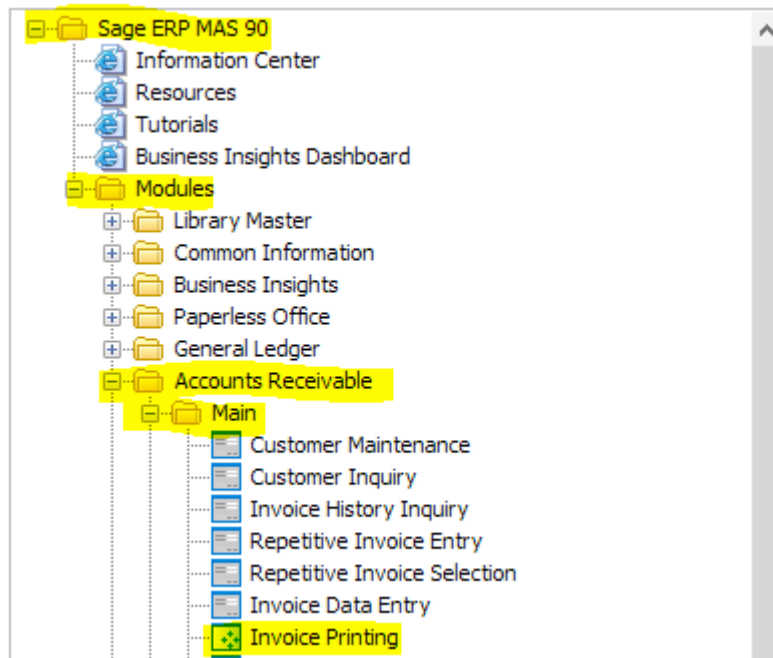 Sage ERP MAS 90
Information Center
Resources
Tutorials
Business Insights Dashboard
Modules
Library Master
Common Information
Business Insights
Paperless Office
General Ledger
Accounts Receivable
Main
Customer Maintenance
Customer Inquiry
Invoice History Inquiry
Repetitive Invoice Entry
Repetitive Invoice Selection
Invoice Data Entry
Invoice Printing